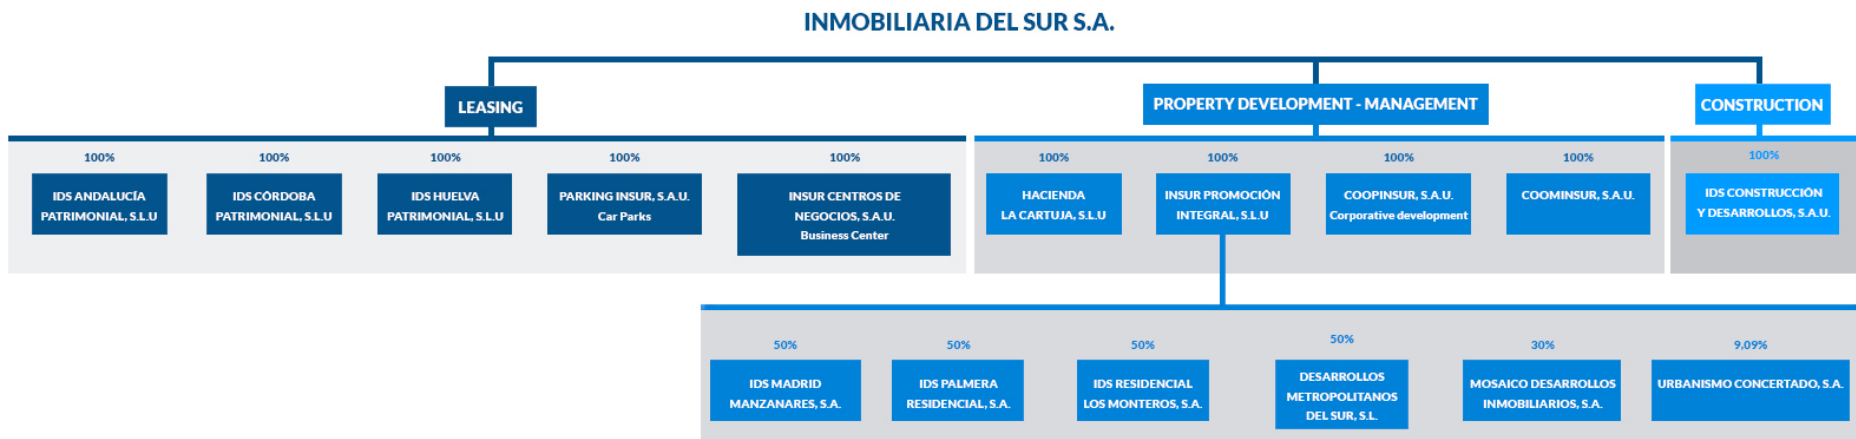 INMOBILIARIA DEL SUR S.A.
LEASING
100%
IDS ANDALUCÍA
PATRIMONIAL, S.L.U
100%
IDS CÓRDOBA
PATRIMONIAL, S.L.U
100%
IDS HUELVA
PATRIMONIAL, S.L.U
100%
PARKING INSUR, S.A.U.
Car Parks
100%
INSUR CENTROS DE
NEGOCIOS, S.A.U.
Business Center
PROPERTY DEVELOPMENT - MANAGEMENT
100%
HACIENDA
LA CARTUJA, S.L.U
100%
INSUR PROMOCIÓN
INTEGRAL, S.L.U
100%
COOPINSUR, S.A.U.
Corporative development
100%
COOMINSUR, S.A.U.
CONSTRUCTION
100%
IDS CONSTRUCCIÓN
Y DESARROLLOS, S.A.U.
50%
IDS MADRID
MANZANARES, S.A.
50%
IDS PALMERA
RESIDENCIAL, S.A.
50%
IDS RESIDENCIAL
LOS MONTEROS, S.A.
50%
DESARROLLOS
METROPOLITANOS
DEL SUR, S.L.
30%
MOSAICO DESARROLLOS
INMOBILIARIOS, S.A.
9,09%
URBANISMO CONCERTADO, S.A.